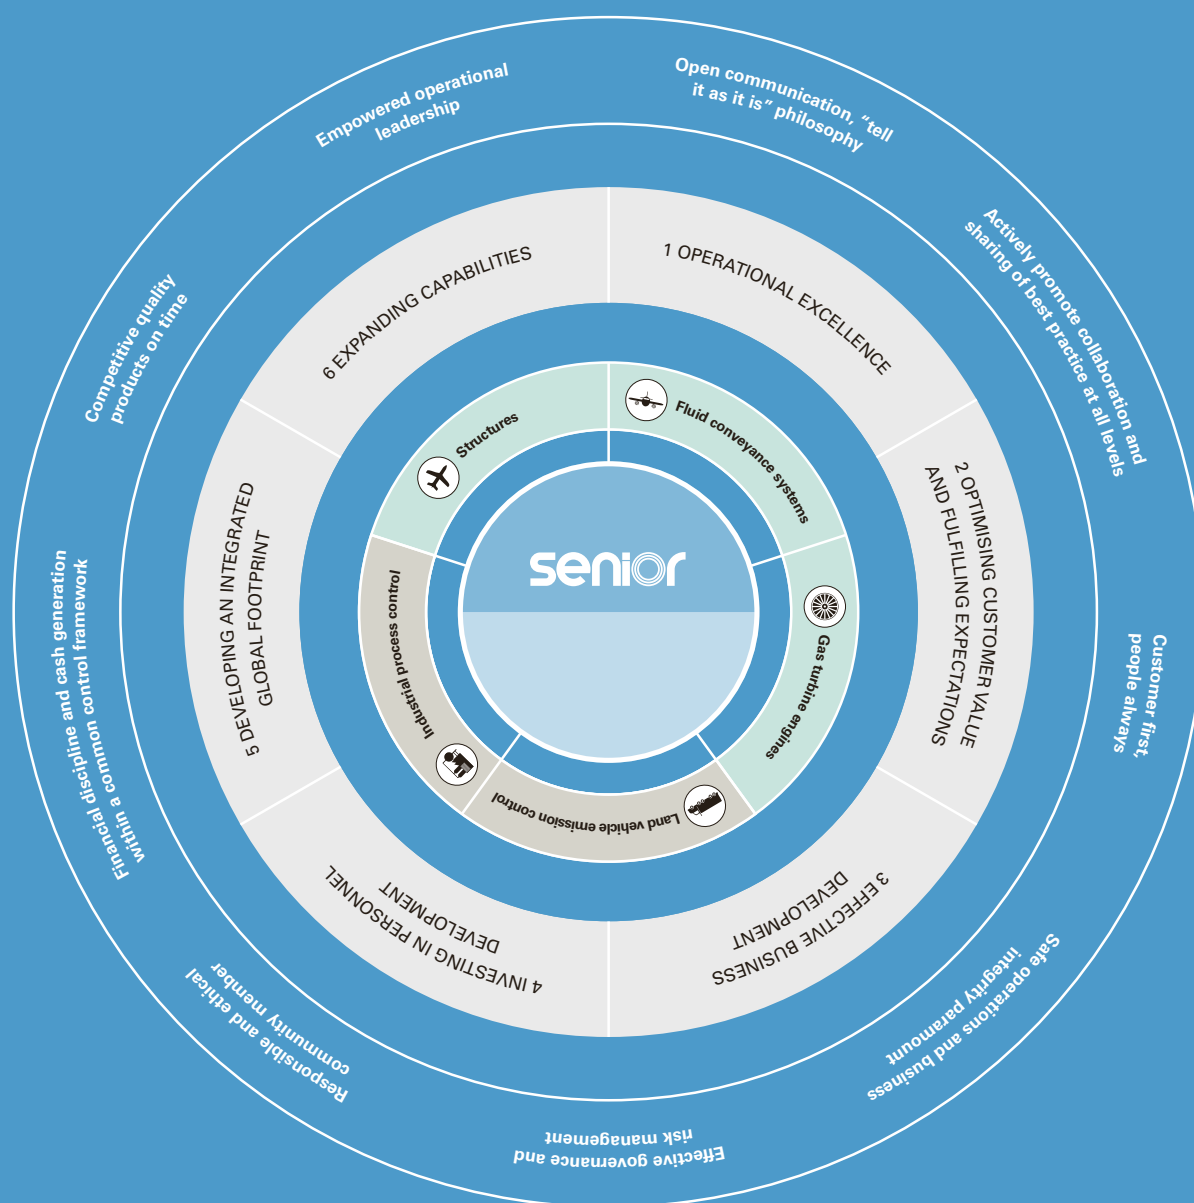 Open communication, "tell
it as it is" philosophy
Actively promote collaboration and
sharing of best practice at all levels
Customer first,
people always
Safe operations and business
integrity paramount
Effective governance and
risk management
Responsible and ethical
community member
Financial discipline and cash generation
within a common control framework
Competitive quality
products on time
Empowered operational
leadership
1 OPERATIONAL EXCELLENCE
2 OPTIMISING CUSTOMER VALUE
AND FULFILLING EXPECTATIONS
3 EFFECTIVE BUSINESS
DEVELOPMENT
4 INVESTING IN PERSONNEL
DEVELOPMENT
5 DEVELOPING AN INTEGRATED
GLOBAL FOOTPRINT
6 EXPANDING CAPABILITIES
Fluid conveyance systems
Gas turbine engines
Land vehicle emission control
Industrial process control
Structures
senior